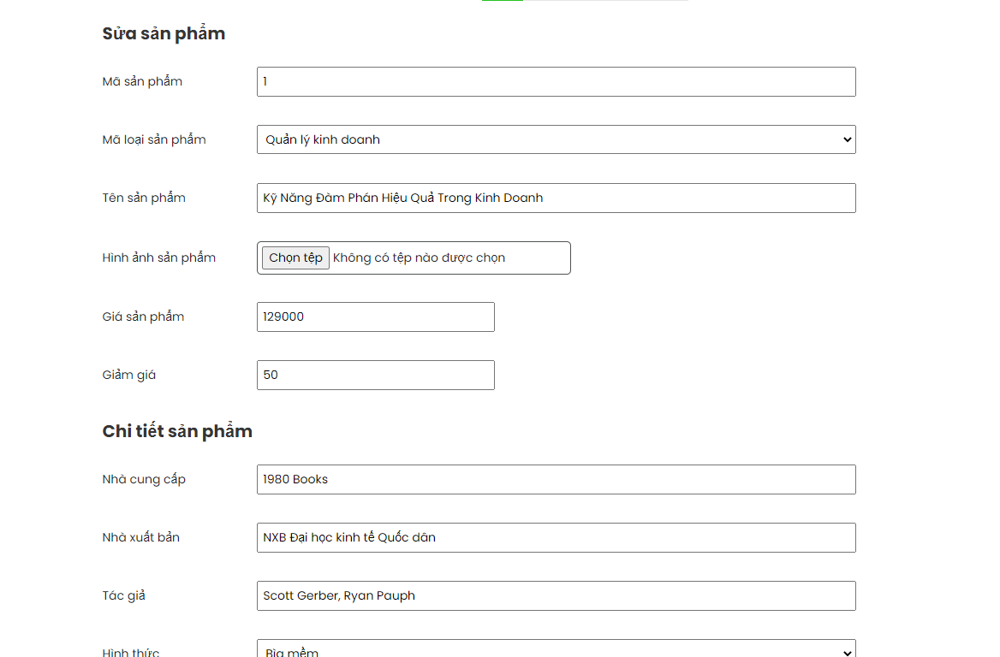 Sửa sản phẩm
Mã sản phẩm 1
Mã loại sản phẩm Quản lý kinh doanh
Tên sản phẩm Kỹ Năng Đàm Phán Hiệu Quả Trong Kinh Doanh
Hình ảnh sản phẩm Chọn tệp Không có tệp nào được chọn
Giá sản phẩm 129000
Giảm giá 50
Chi tiết sản phẩm
Nhà cung cấp 1980 Books
Nhà xuất bản NXB Đại học kinh tế Quốc dân
Tác giả Scott Gerber, Ryan Pauph
Hình thức Bìa mềm